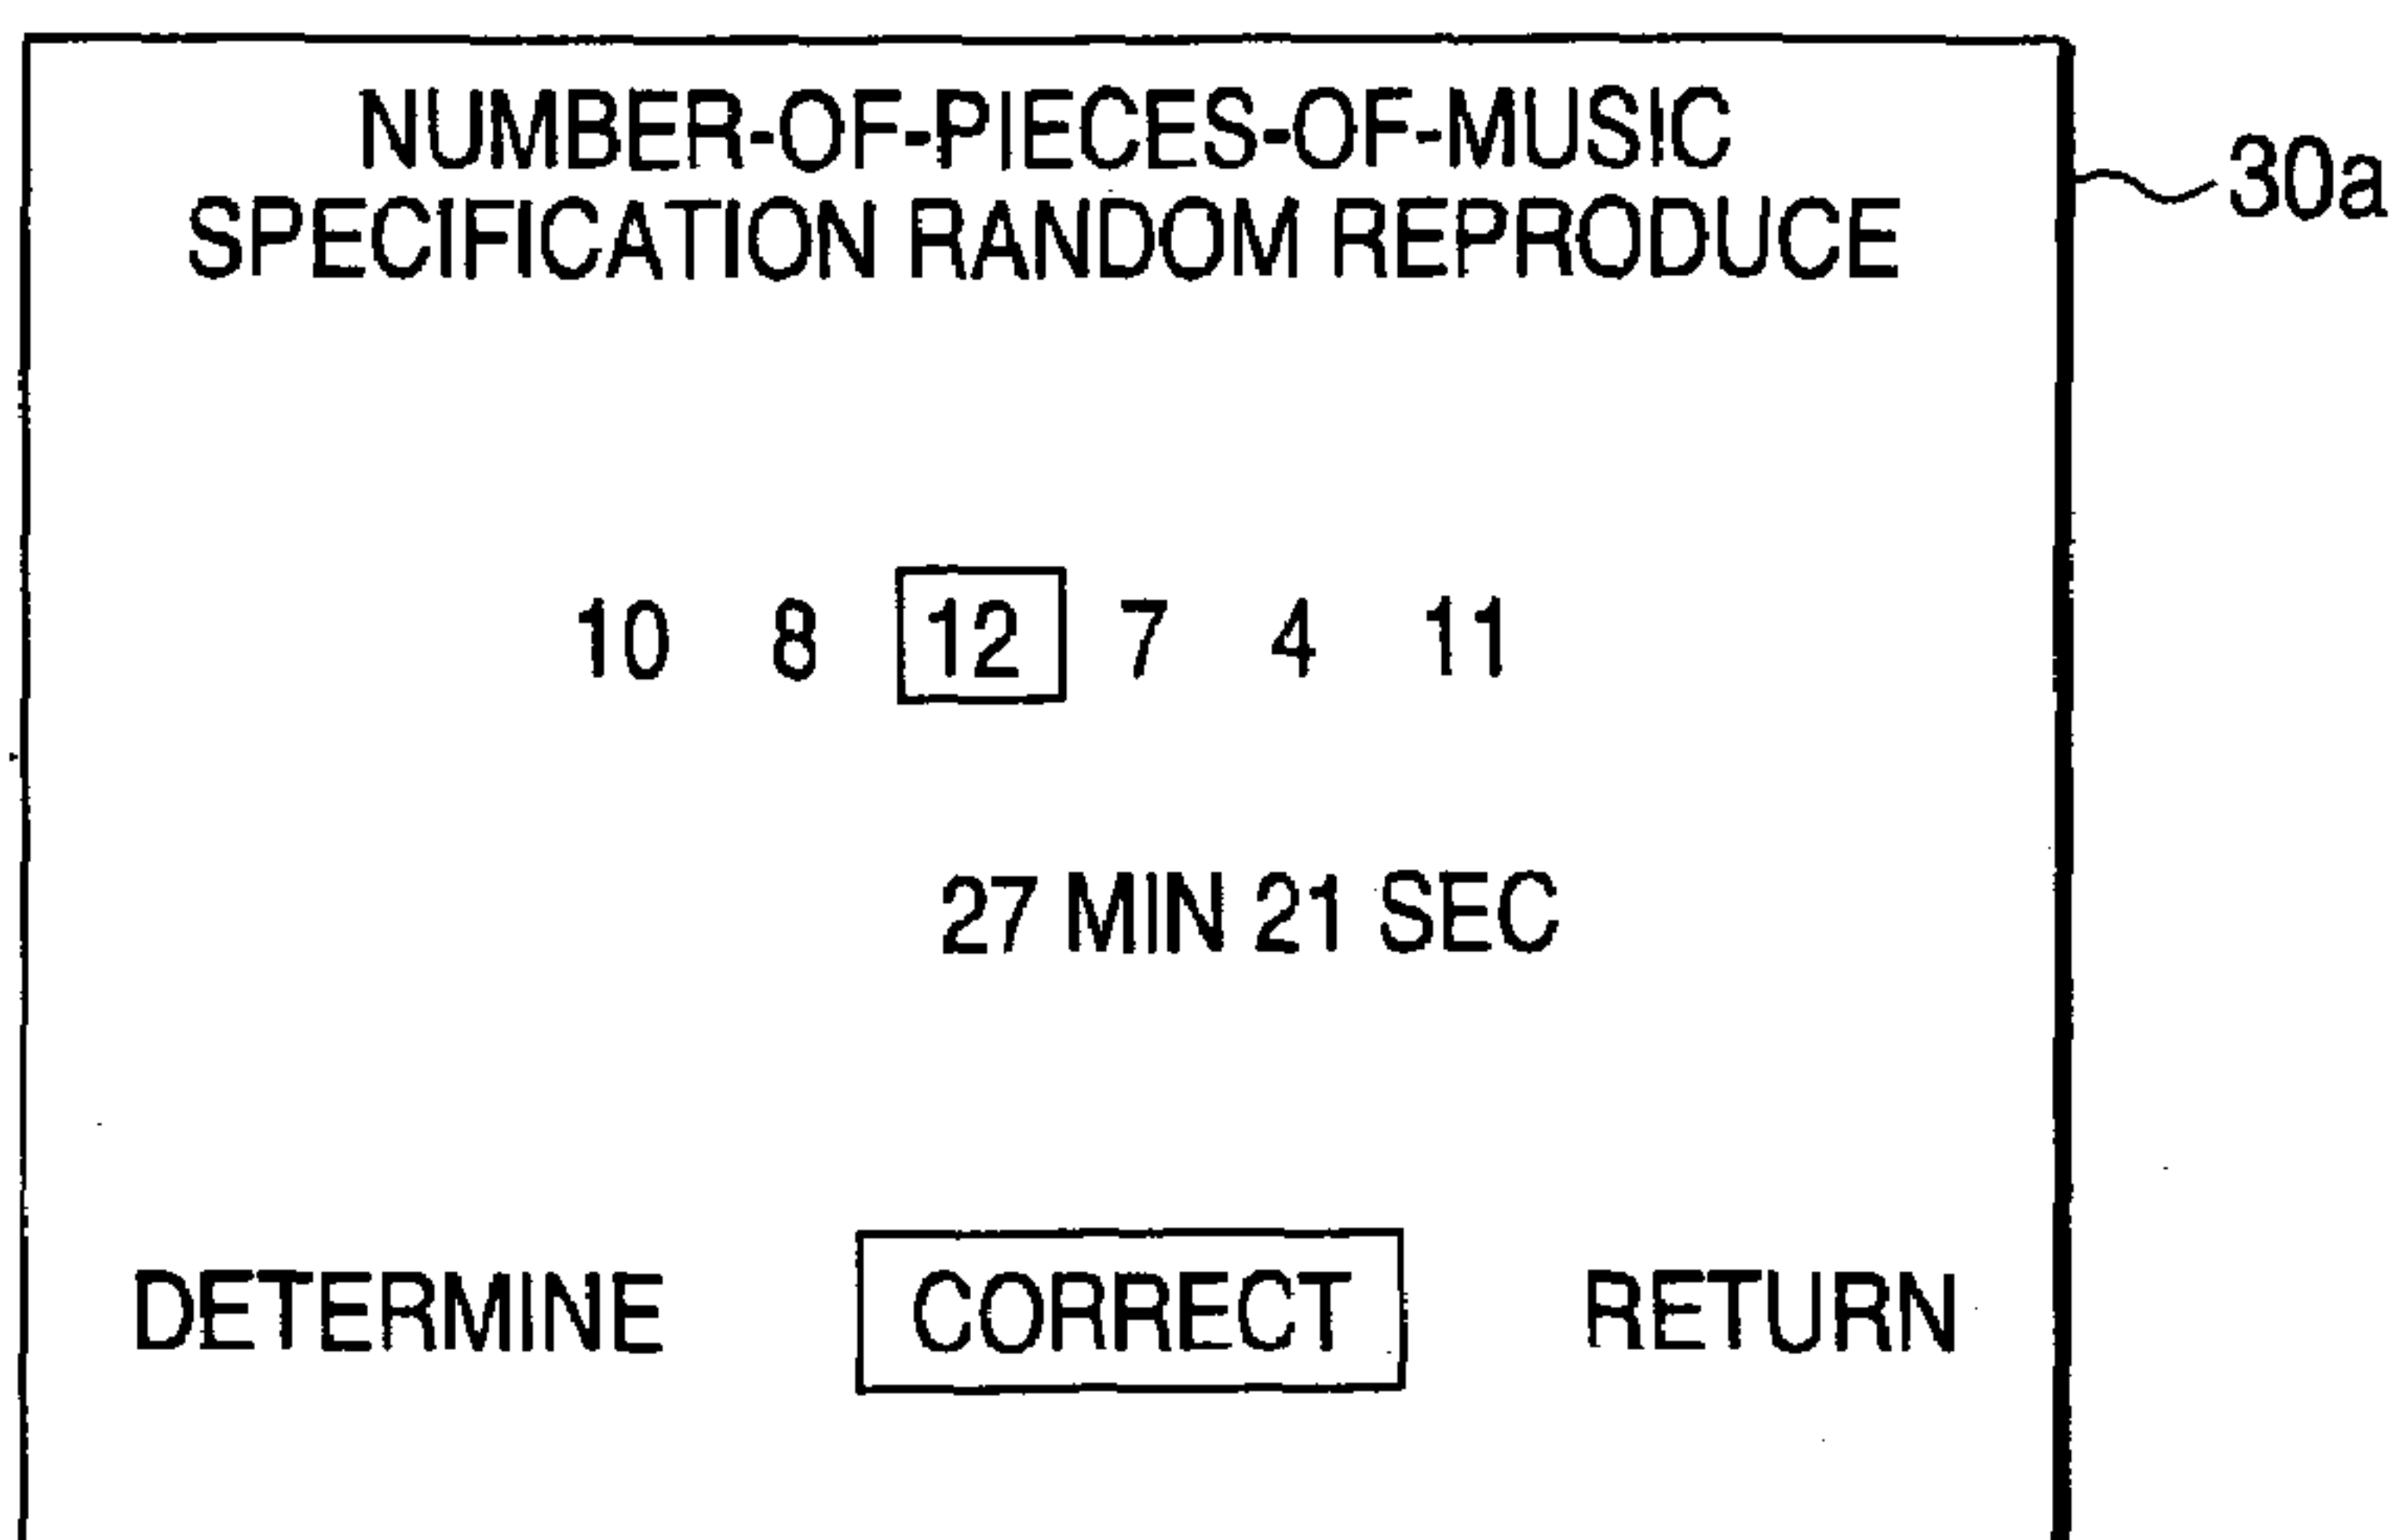 NUMBER-OF-PIECES-OF-MUSIC
SPECIFICATION RANDOM REPRODUCE
30a
10 8 12 7 4 11
27 MIN 21 SEC
DETERMINE CORRECT RETURN